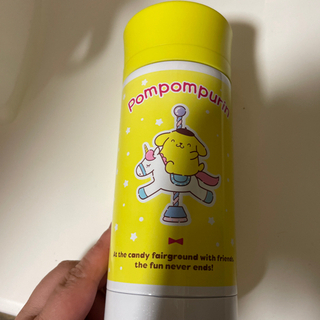 Pompompurin
At the candy fairground with friends
the fun never ends!